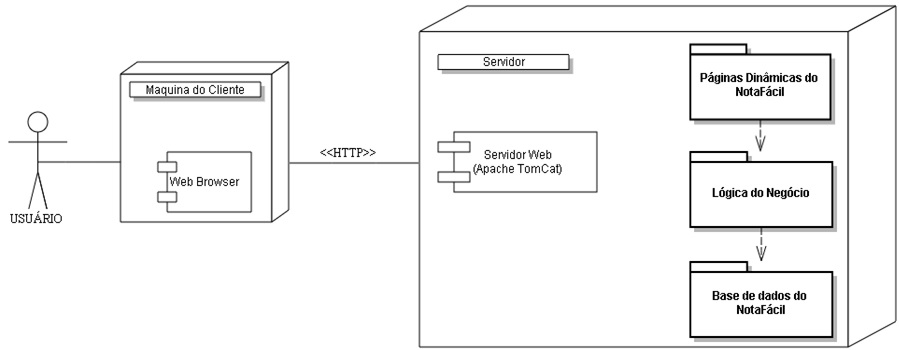 Maquina do Cliente
Web Browser
USUÁRIO
<<HTTP>>
Servidor
Servidor Web
(Apache TomCat)
Páginas Dinâmicas do
NotaFácil
Lógica do Negócio
Base de dados do
NotaFácil